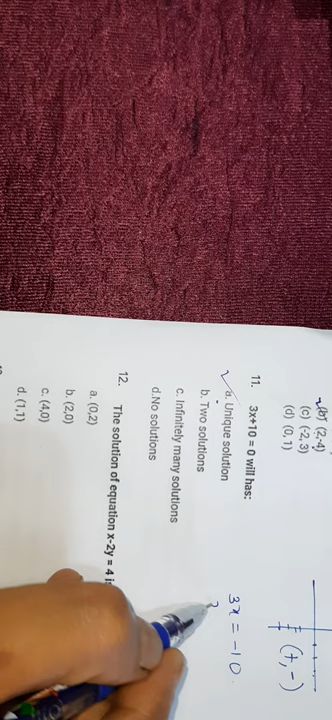 (b) (2,-4)
(c) (-2, 3)
(d) (0, 1)
(+, -)
11. 3x+10 = 0 will has:
a. Unique solution
b. Two solutions
c. Infinitely many solutions
d.No solutions
3x = -10
12. The solution of equation x-2y = 4 is
a. (0,2)
b. (2,0)
c. (4,0)
d. (1,1)